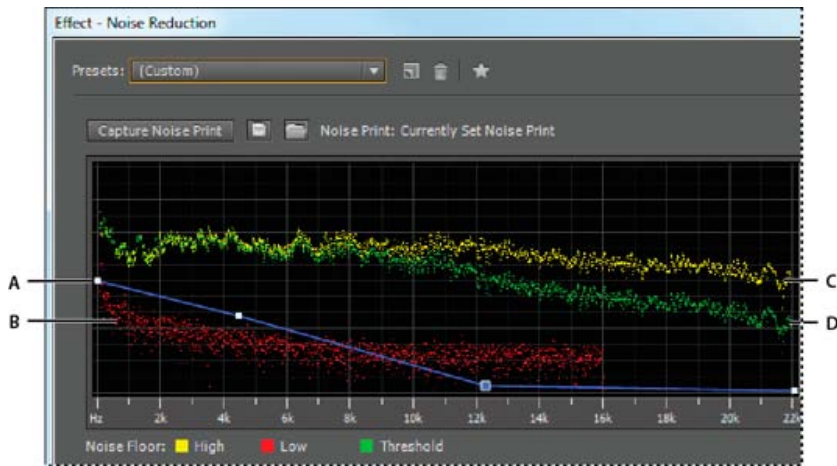 Effect - Noise Reduction
Presets: (Custom)
Capture Noise Print Noise Print: Currently Set Noise Print
A
B
C
D
Hz 2k 4k 6k 8k 10k 12k 14k 16k 18k 20k 22k
Noise Floor: High Low Threshold